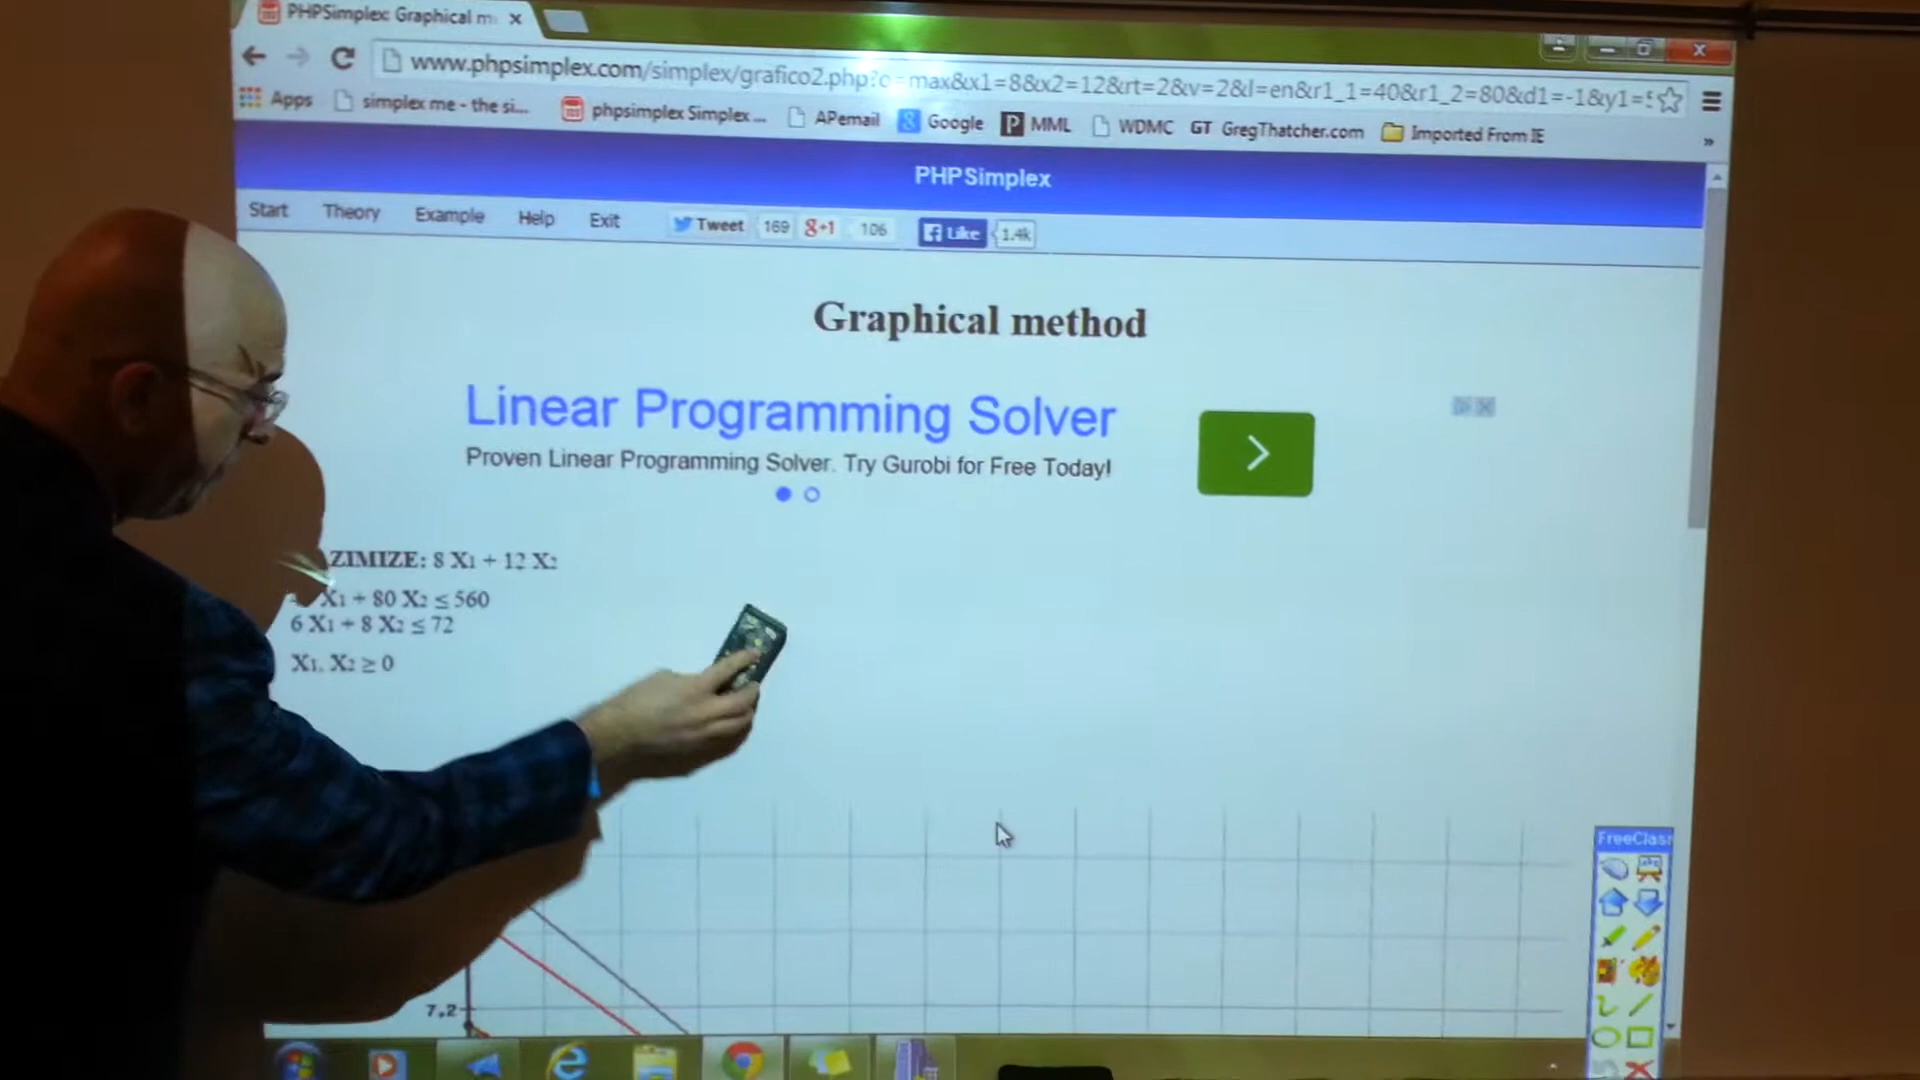 PHPSimplex: Graphical m
www.phpsimplex.com/simplex/grafico2.php?o=max&x1=8&x2=12&rt=2&v=2&l=en&r1_1=40&r1_2=80&d1=-1&y1=5
Apps simplex me - the si... phpsimplex Simplex ... APemail Google MML WDMC GT GregThatcher.com Imported From IE »
PHPSimplex
Start Theory Example Help Exit Tweet 169 g+1 106 Like 1.4k
Graphical method
Linear Programming Solver
Proven Linear Programming Solver. Try Gurobi for Free Today!
ZIMIZE: 8 X1 + 12 X2
X1 + 80 X2 ≤ 560
6 X1 + 8 X2 ≤ 72
X1, X2 ≥ 0
FreeClass
7,2